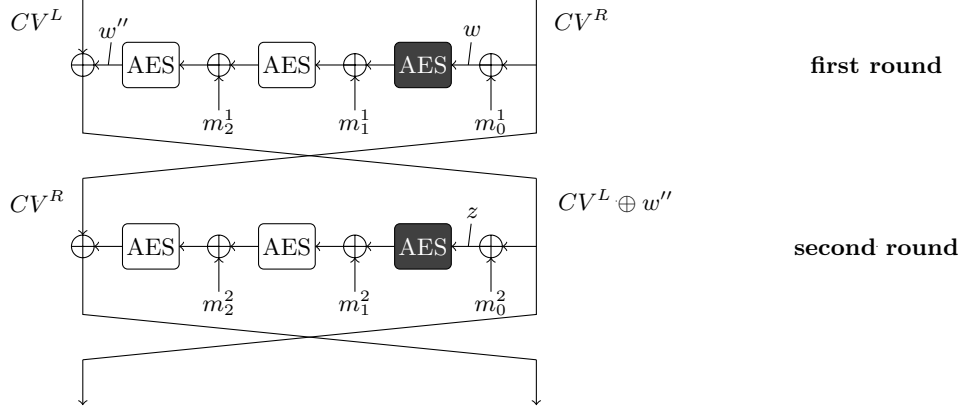 CV^L w′′ w CV^R
AES AES AES first round
m_2^1 m_1^1 m_0^1
CV^R CV^L ⊕ w′′
z
AES AES AES second round
m_2^2 m_1^2 m_0^2